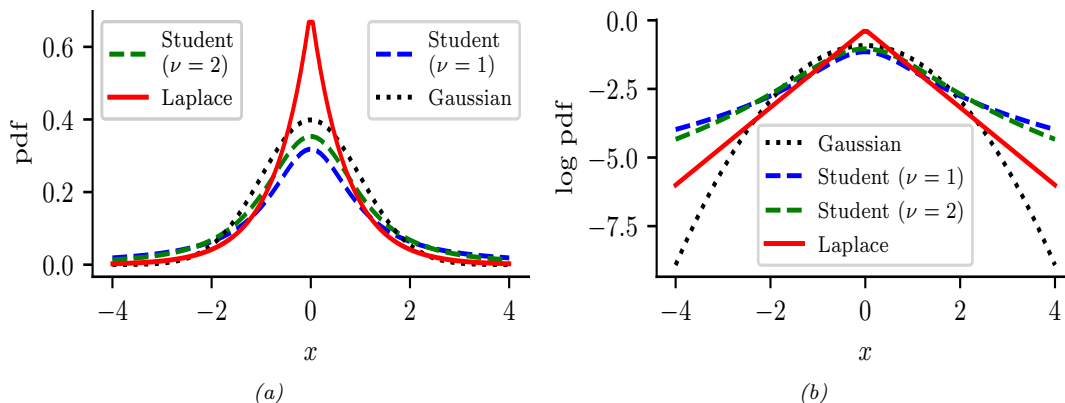 Student
(ν = 2)
Laplace
Student
(ν = 1)
Gaussian
0.6
0.4
0.2
0.0
pdf
−4
−2
0
2
4
x
(a)
0.0
−2.5
−5.0
−7.5
log pdf
Gaussian
Student (ν = 1)
Student (ν = 2)
Laplace
−4
−2
0
2
4
x
(b)